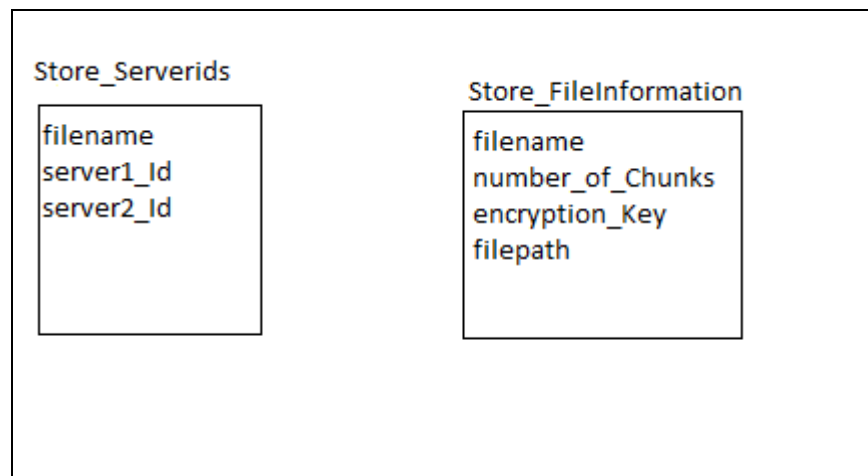 Store_Serverids
filename
server1_Id
server2_Id
Store_FileInformation
filename
number_of_Chunks
encryption_Key
filepath